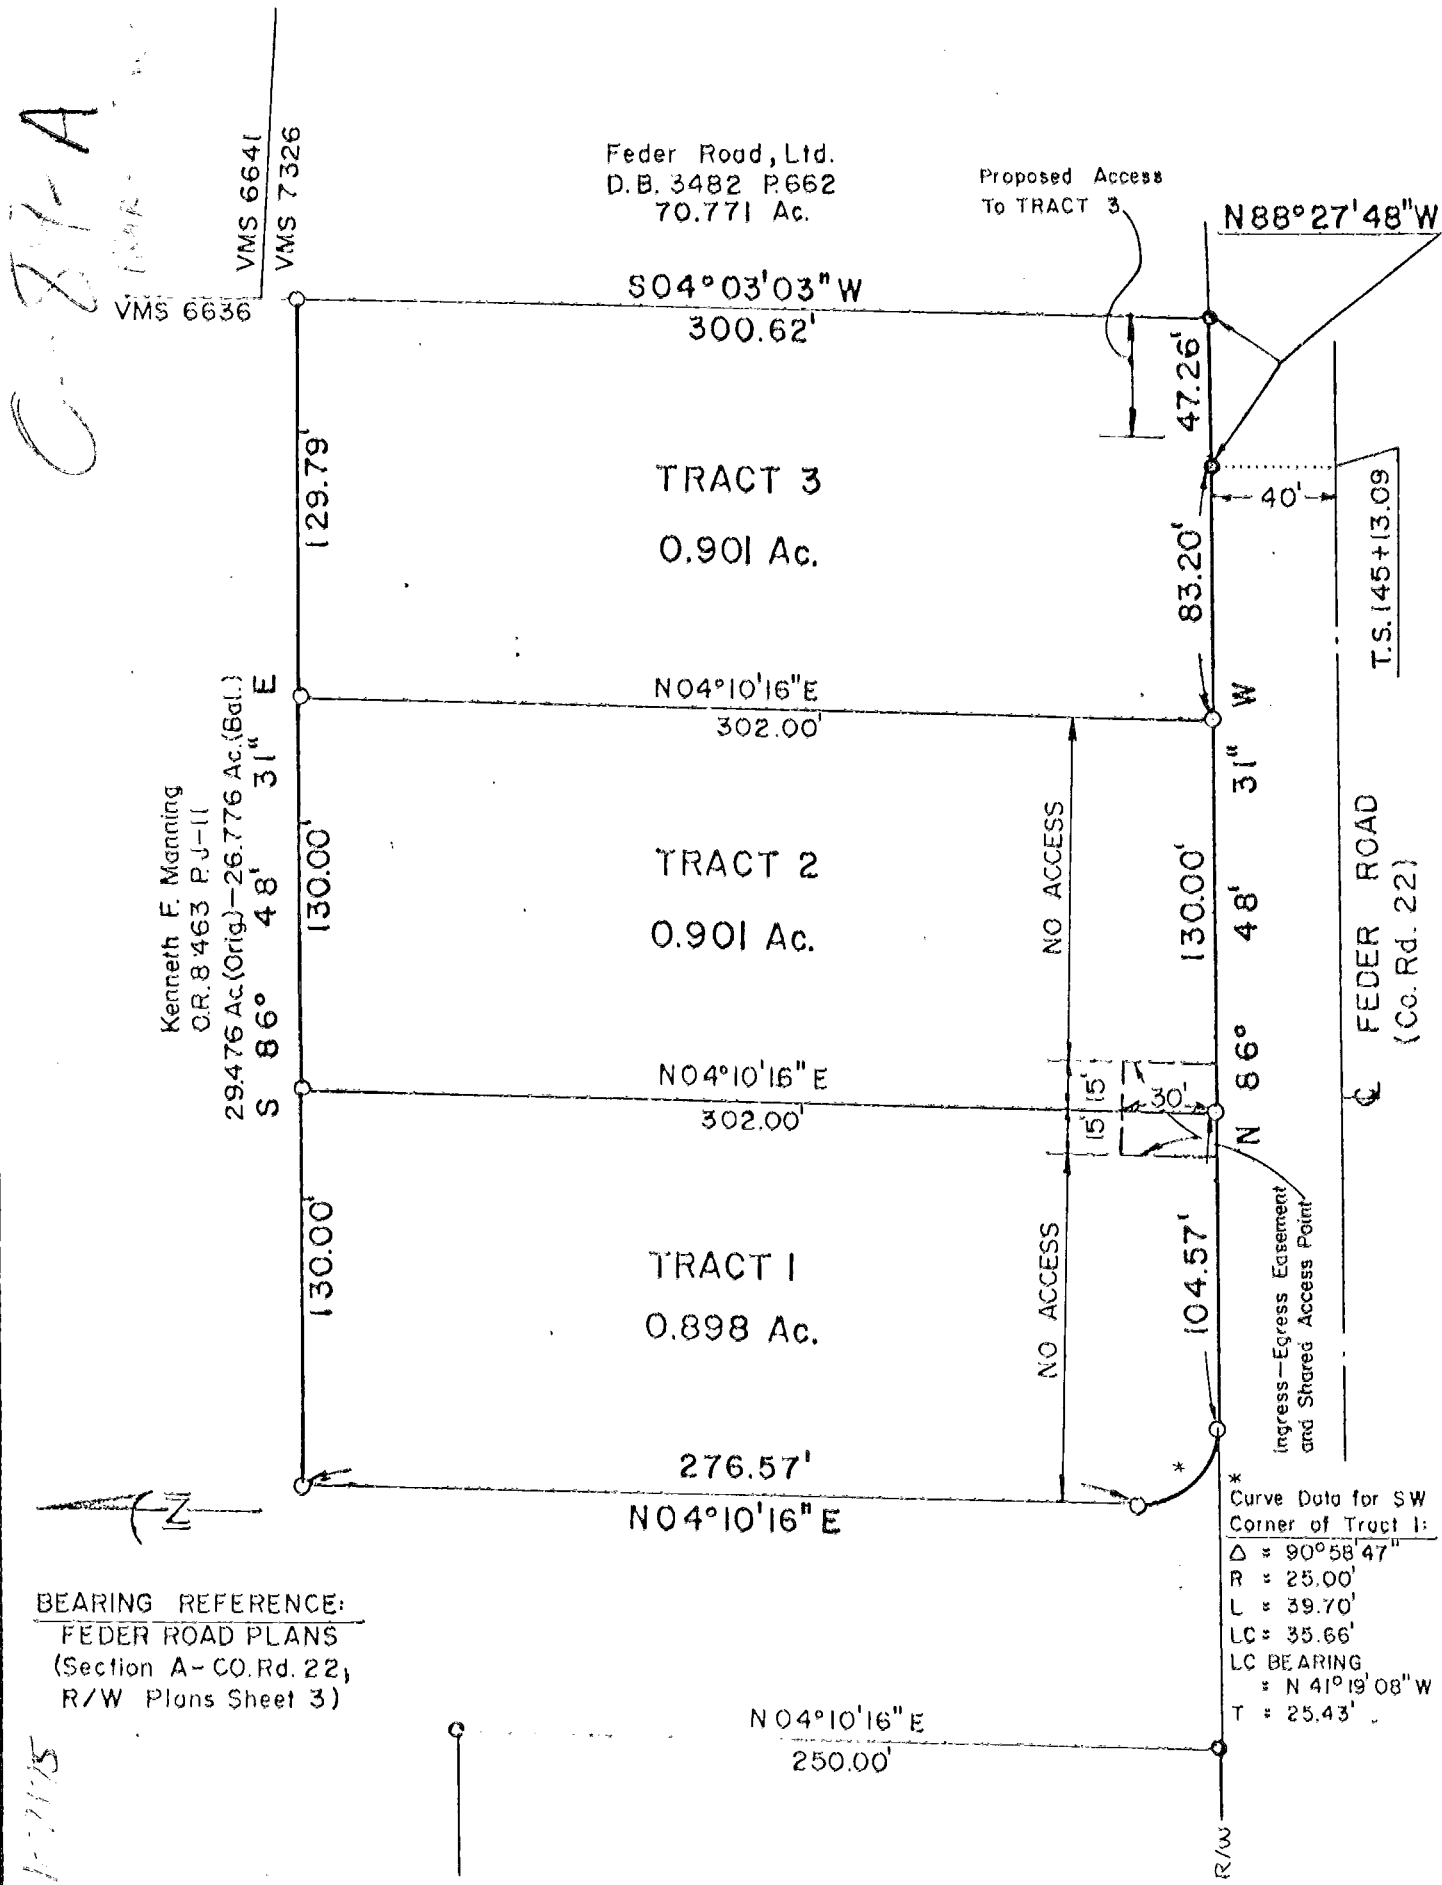 C-84-A
VMS 6641
VMS 7326
VMS 6636
Feder Road, Ltd.
D.B. 3482 P.662
70.771 Ac.
Proposed Access
To TRACT 3
N88°27'48"W
S04°03'03"W
300.62'
47.26'
129.79'
TRACT 3
0.901 Ac.
83.20'
40'
T.S. 145+13.09
N04°10'16"E
302.00'
Kenneth F. Manning
O.R. 8463 P.J-11
29.476 Ac.(Orig)-26.776 Ac.(Bal.)
S 86° 48' 31" E
130.00'
TRACT 2
0.901 Ac.
NO ACCESS
130.00'
N 86° 48' 31" W
FEDER ROAD
(Co. Rd. 22)
N04°10'16"E
302.00'
15' 15'
30'
130.00'
TRACT 1
0.898 Ac.
NO ACCESS
104.57'
Ingress-Egress Easement
and Shared Access Point
276.57'
N04°10'16"E
*
Z
*
Curve Data for SW
Corner of Tract 1:
Δ = 90°58'47"
R = 25.00'
L = 39.70'
LC = 35.66'
LC BEARING
= N 41°19'08"W
T = 25.43'
BEARING REFERENCE:
FEDER ROAD PLANS
(Section A-CO.Rd. 22,
R/W Plans Sheet 3)
N04°10'16"E
250.00'
R/W